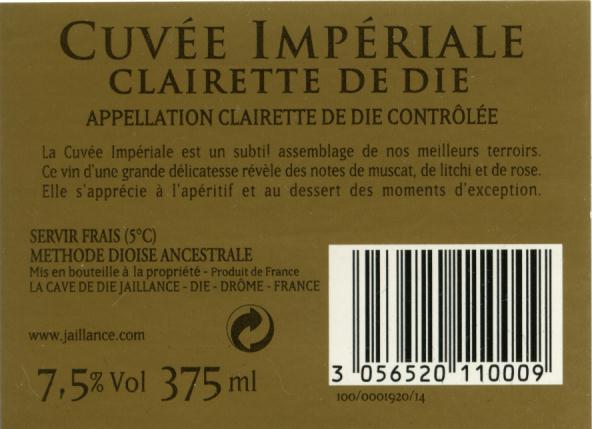 CUVÉE IMPÉRIALE
CLAIRETTE DE DIE
APPELLATION CLAIRETTE DE DIE CONTRÔLÉE
La Cuvée Impériale est un subtil assemblage de nos meilleurs terroirs.
Ce vin d'une grande délicatesse révèle des notes de muscat, de litchi et de rose.
Elle s'apprécie à l'apéritif et au dessert des moments d'exception.
SERVIR FRAIS (5°C)
METHODE DIOISE ANCESTRALE
Mis en bouteille à la propriété - Produit de France
LA CAVE DE DIE JAILLANCE - DIE - DRÔME - FRANCE
www.jaillance.com
7,5% Vol 375 ml
3 056520 110009
100/0001920/14